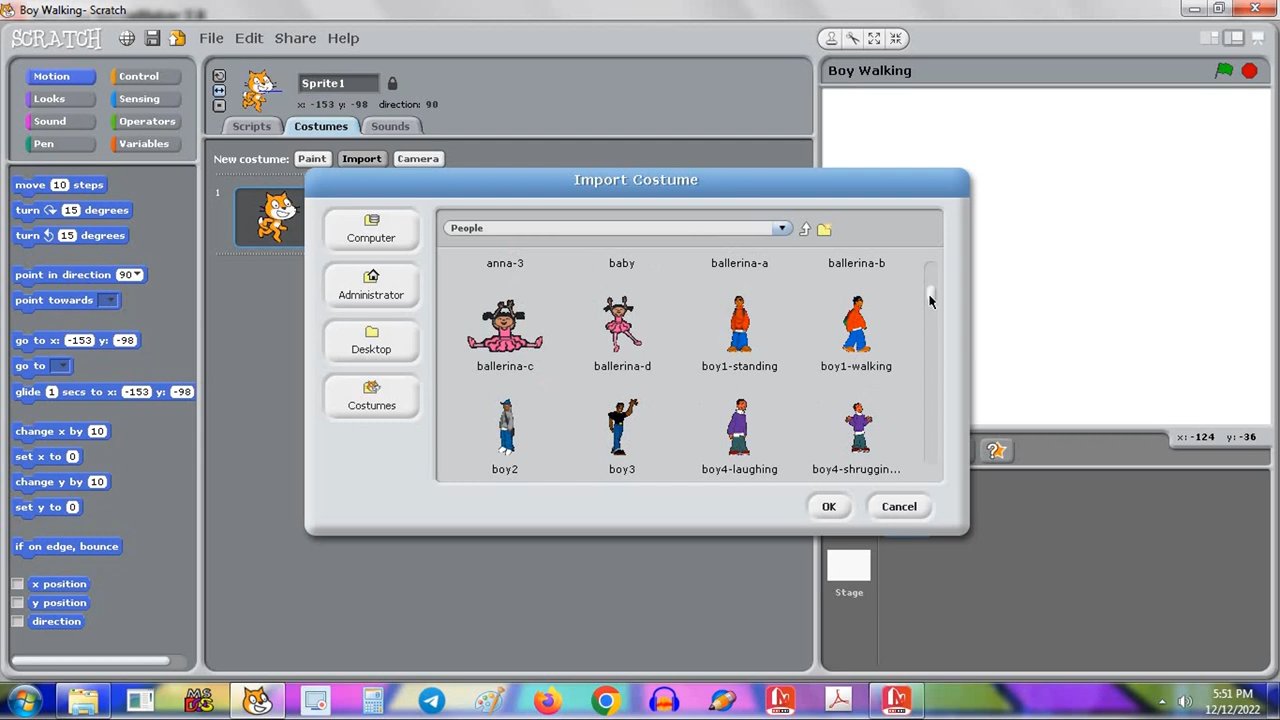 Boy Walking- Scratch
SCRATCH File Edit Share Help
Motion Control
Looks Sensing
Sound Operators
Pen Variables
Sprite1
x: -153 y: -98 direction: 90
Scripts Costumes Sounds
New costume: Paint Import Camera
1
Boy Walking
move 10 steps
turn 15 degrees
turn 15 degrees
point in direction 90
point towards
go to x: -153 y: -98
go to
glide 1 secs to x: -153 y: -98
change x by 10
set x to 0
change y by 10
set y to 0
if on edge, bounce
x position
y position
direction
Import Costume
Computer
Administrator
Desktop
Costumes
People
anna-3 baby ballerina-a ballerina-b
ballerina-c ballerina-d boy1-standing boy1-walking
boy2 boy3 boy4-laughing boy4-shruggin...
OK Cancel
x: -124 y: -36
Stage
5:51 PM
12/12/2022